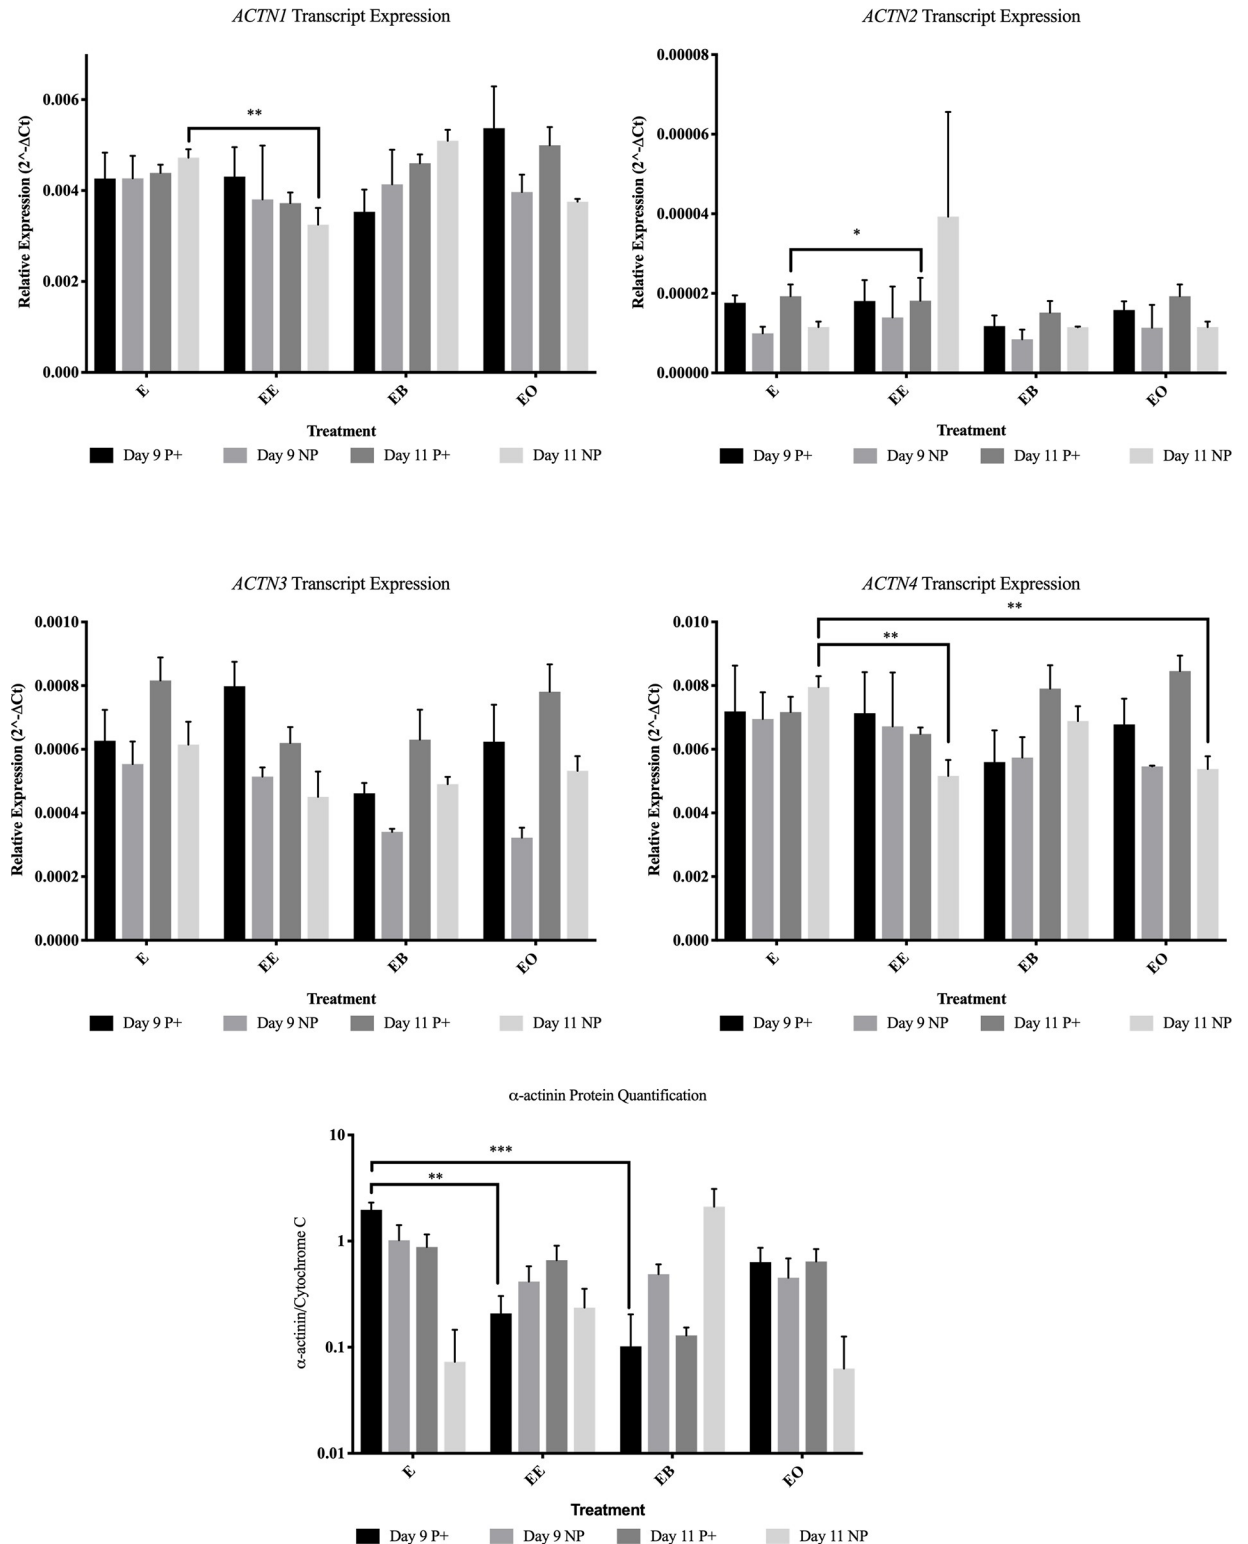 ACTN1 Transcript Expression
Relative Expression (2^-ΔCt)
0.006
0.004
0.002
0.000
**
E
EE
EB
EO
Treatment
Day 9 P+
Day 9 NP
Day 11 P+
Day 11 NP
ACTN2 Transcript Expression
Relative Expression (2^-ΔCt)
0.00008
0.00006
0.00004
0.00002
0.00000
*
E
EE
EB
EO
Treatment
Day 9 P+
Day 9 NP
Day 11 P+
Day 11 NP
ACTN3 Transcript Expression
Relative Expression (2^-ΔCt)
0.0010
0.0008
0.0006
0.0004
0.0002
0.0000
E
EE
EB
EO
Treatment
Day 9 P+
Day 9 NP
Day 11 P+
Day 11 NP
ACTN4 Transcript Expression
Relative Expression (2^-ΔCt)
0.010
0.008
0.006
0.004
0.002
0.000
**
**
E
EE
EB
EO
Treatment
Day 9 P+
Day 9 NP
Day 11 P+
Day 11 NP
α-actinin Protein Quantification
α-actinin/Cytochrome C
10
1
0.1
0.01
***
**
E
EE
EB
EO
Treatment
Day 9 P+
Day 9 NP
Day 11 P+
Day 11 NP